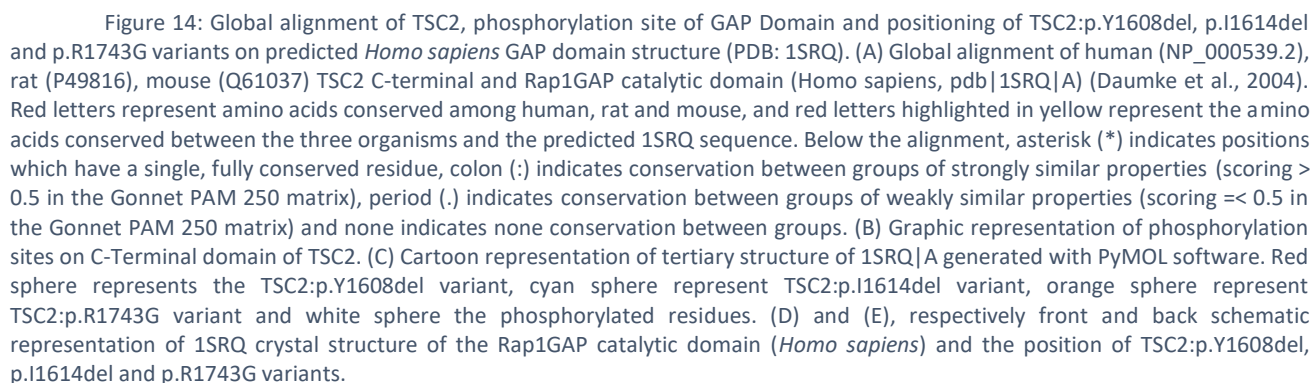 Figure 14: Global alignment of TSC2, phosphorylation site of GAP Domain and positioning of TSC2:p.Y1608del, p.I1614del
and p.R1743G variants on predicted Homo sapiens GAP domain structure (PDB: 1SRQ). (A) Global alignment of human (NP_000539.2),
rat (P49816), mouse (Q61037) TSC2 C-terminal and Rap1GAP catalytic domain (Homo sapiens, pdb|1SRQ|A) (Daumke et al., 2004).
Red letters represent amino acids conserved among human, rat and mouse, and red letters highlighted in yellow represent the amino
acids conserved between the three organisms and the predicted 1SRQ sequence. Below the alignment, asterisk (*) indicates positions
which have a single, fully conserved residue, colon (:) indicates conservation between groups of strongly similar properties (scoring >
0.5 in the Gonnet PAM 250 matrix), period (.) indicates conservation between groups of weakly similar properties (scoring =< 0.5 in
the Gonnet PAM 250 matrix) and none indicates none conservation between groups. (B) Graphic representation of phosphorylation
sites on C-Terminal domain of TSC2. (C) Cartoon representation of tertiary structure of 1SRQ|A generated with PyMOL software. Red
sphere represents the TSC2:p.Y1608del variant, cyan sphere represent TSC2:p.I1614del variant, orange sphere represent
TSC2:p.R1743G variant and white sphere the phosphorylated residues. (D) and (E), respectively front and back schematic
representation of 1SRQ crystal structure of the Rap1GAP catalytic domain (Homo sapiens) and the position of TSC2:p.Y1608del,
p.I1614del and p.R1743G variants.